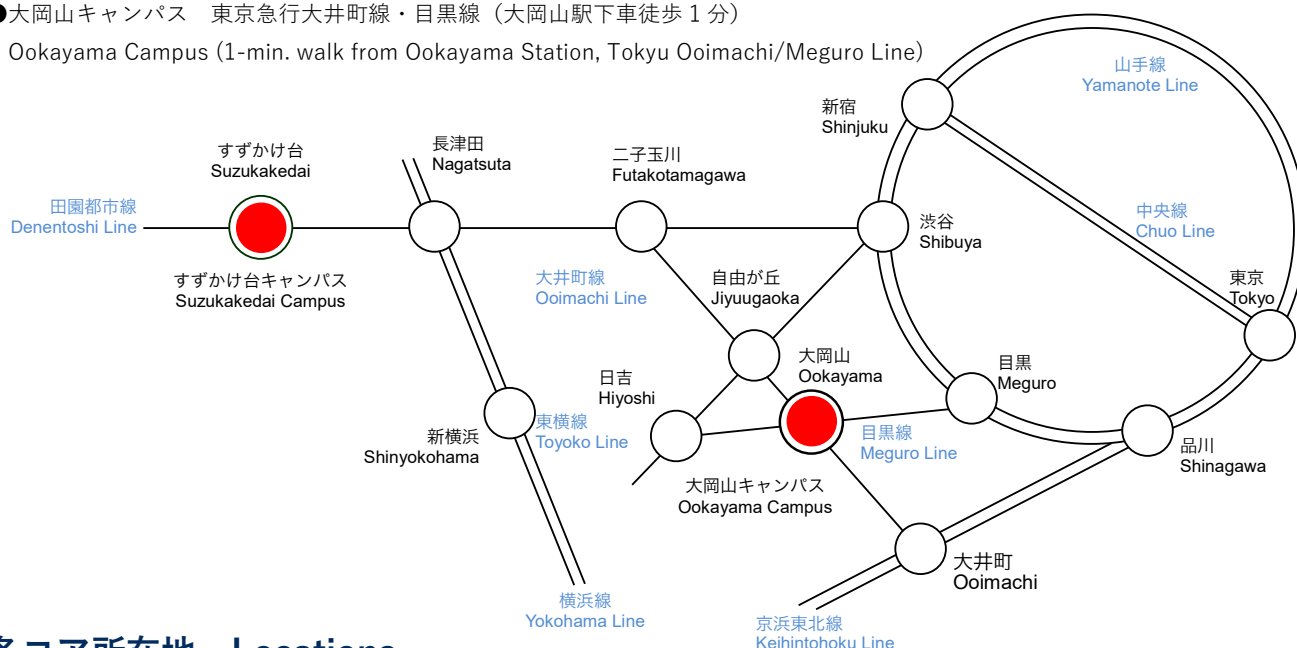 ●大岡山キャンパス 東京急行大井町線・目黒線（大岡山駅下車徒歩 1 分）
Ookayama Campus (1-min. walk from Ookayama Station, Tokyu Ooimachi/Meguro Line)
山手線
Yamanote Line
新宿
Shinjuku
長津田
Nagatsuta
すずかけ台
Suzukakedai
二子玉川
Futakotamagawa
田園都市線
Denentoshi Line
中央線
Chuo Line
渋谷
Shibuya
すずかけ台キャンパス
Suzukakedai Campus
大井町線
Ooimachi Line
自由が丘
Jiyuugaoka
東京
Tokyo
大岡山
Ookayama
目黒
Meguro
日吉
Hiyoshi
東横線
Toyoko Line
新横浜
Shinyokohama
目黒線
Meguro Line
品川
Shinagawa
大岡山キャンパス
Ookayama Campus
大井町
Ooimachi
横浜線
Yokohama Line
京浜東北線
Keihintohoku Line
各コア所在地 Locations